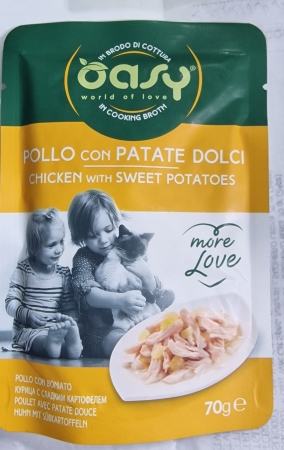 IN BRODO DI COTTURA
Oasy
world of love
IN COOKING BROTH
POLLO CON PATATE DOLCI
CHICKEN WITH SWEET POTATOES
more
Love
POLLO CON BONIATO
КУРИЦА С СЛАДКИМ КАРТОФЕЛЕМ
POULET AVEC PATATE DOUCE
HUHN MIT SÜßKARTOFFELN
70g e